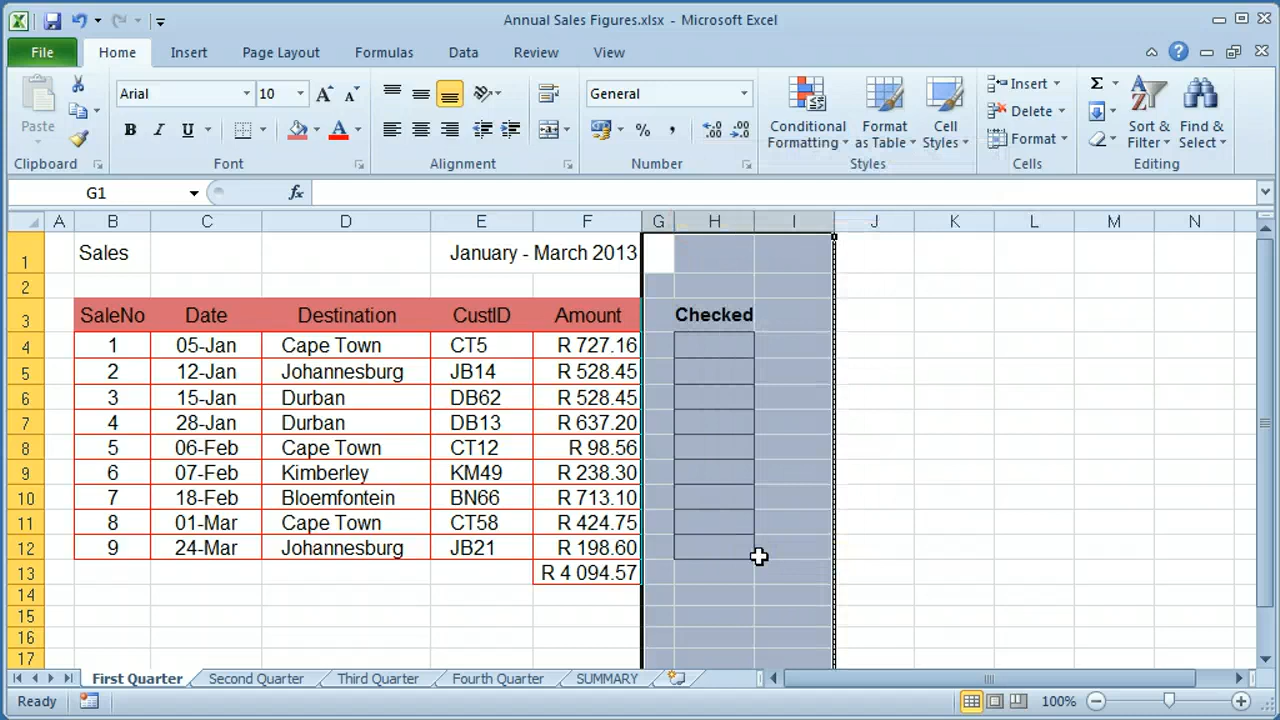 Annual Sales Figures.xlsx - Microsoft Excel
File Home Insert Page Layout Formulas Data Review View
Paste
Arial 10
B I U A
General
%
Conditional Formatting
Format as Table
Cell Styles
Insert
Delete
Format
Σ
Sort & Filter
Find & Select
Clipboard Font Alignment Number Styles Cells Editing
G1 fx
A B C D E F G H I J K L M N
1 Sales January - March 2013
2
3 SaleNo Date Destination CustID Amount Checked
4 1 05-Jan Cape Town CT5 R 727.16
5 2 12-Jan Johannesburg JB14 R 528.45
6 3 15-Jan Durban DB62 R 528.45
7 4 28-Jan Durban DB13 R 637.20
8 5 06-Feb Cape Town CT12 R 98.56
9 6 07-Feb Kimberley KM49 R 238.30
10 7 18-Feb Bloemfontein BN66 R 713.10
11 8 01-Mar Cape Town CT58 R 424.75
12 9 24-Mar Johannesburg JB21 R 198.60
13 R 4 094.57
14
15
16
17
First Quarter Second Quarter Third Quarter Fourth Quarter SUMMARY
Ready 100%